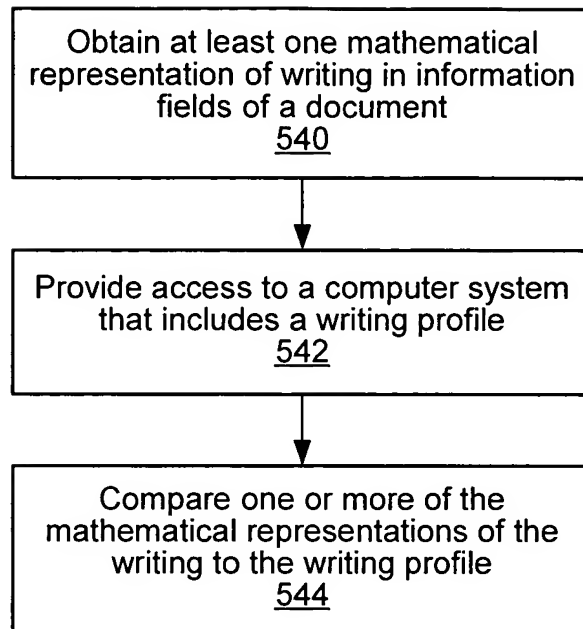 Obtain at least one mathematical
representation of writing in information
fields of a document
540
Provide access to a computer system
that includes a writing profile
542
Compare one or more of the
mathematical representations of the
writing to the writing profile
544